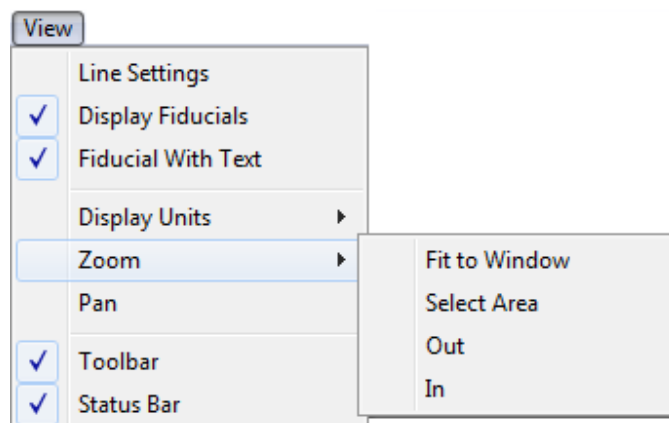 View
Line Settings
Display Fiducials
Fiducial With Text
Display Units
Zoom
Pan
Toolbar
Status Bar
Fit to Window
Select Area
Out
In